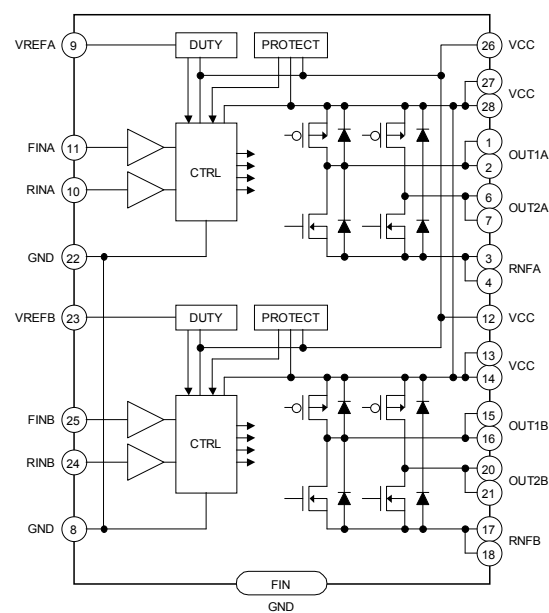 VREFA 9 DUTY PROTECT 26 VCC
27 VCC
28
FINA 11 1 OUT1A
CTRL 2
RINA 10 6 OUT2A
7
GND 22 3 RNFA
4
VREFB 23 DUTY PROTECT 12 VCC
13 VCC
14
FINB 25 15 OUT1B
CTRL 16
RINB 24 20 OUT2B
21
GND 8 17 RNFB
18
FIN
GND